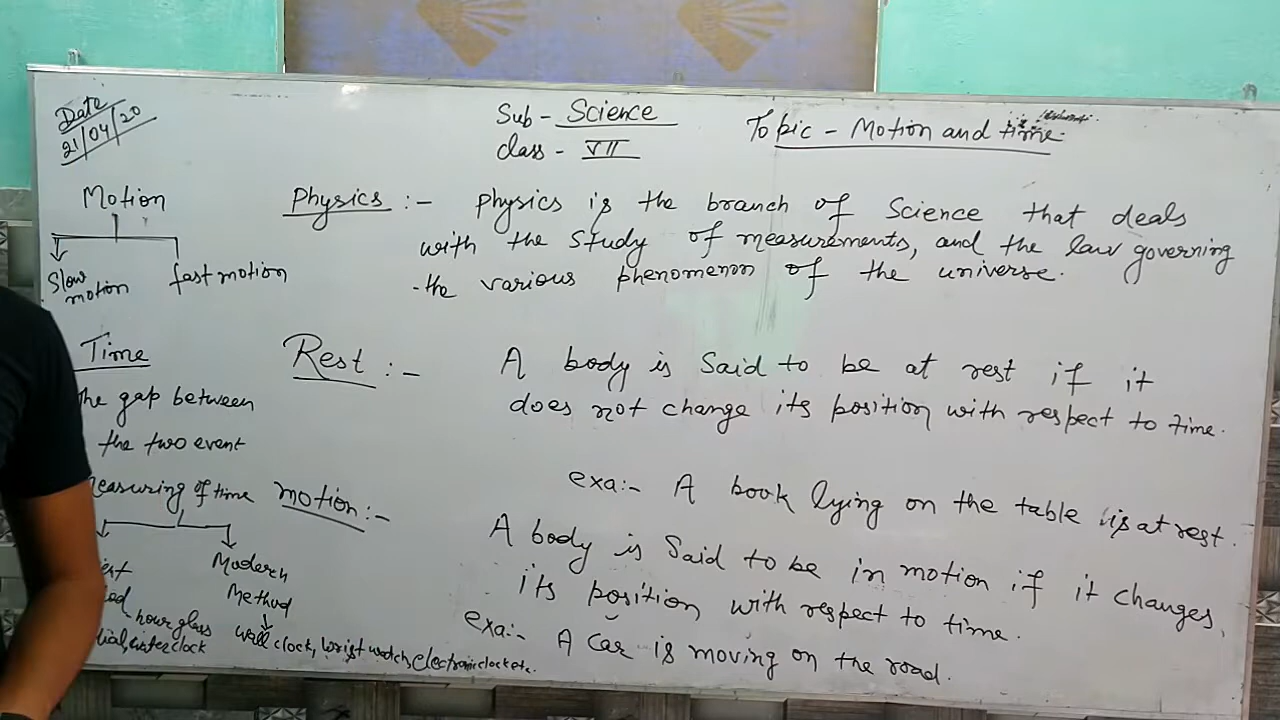 Date
21/04/20
Sub - Science
Class - VII
Topic - Motion and time
Motion
Slow motion
fast motion
Physics :- Physics is the branch of Science that deals
with the study of measurements, and the law governing
the various phenomenon of the universe.
Time
the gap between
the two event
Rest :- A body is Said to be at rest if it
does not change its position with respect to time.
exa:- A book lying on the table is at rest.
measuring of time
Modern
Method
hour glass
water clock
wall clock, wrist watch, electronic clock etc.
motion :- A body is Said to be in motion if it changes
its position with respect to time.
exa:- A Car is moving on the road.